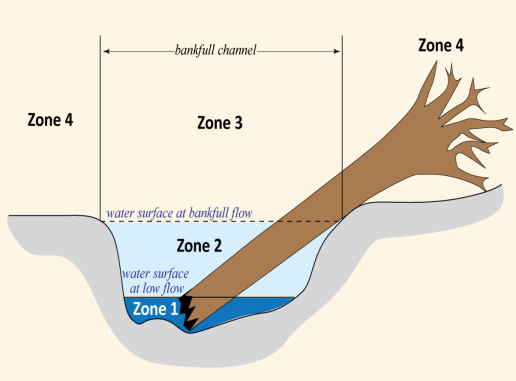 Zone 4
bankfull channel
Zone 4
Zone 3
water surface at bankfull flow
Zone 2
water surface
at low flow
Zone 1